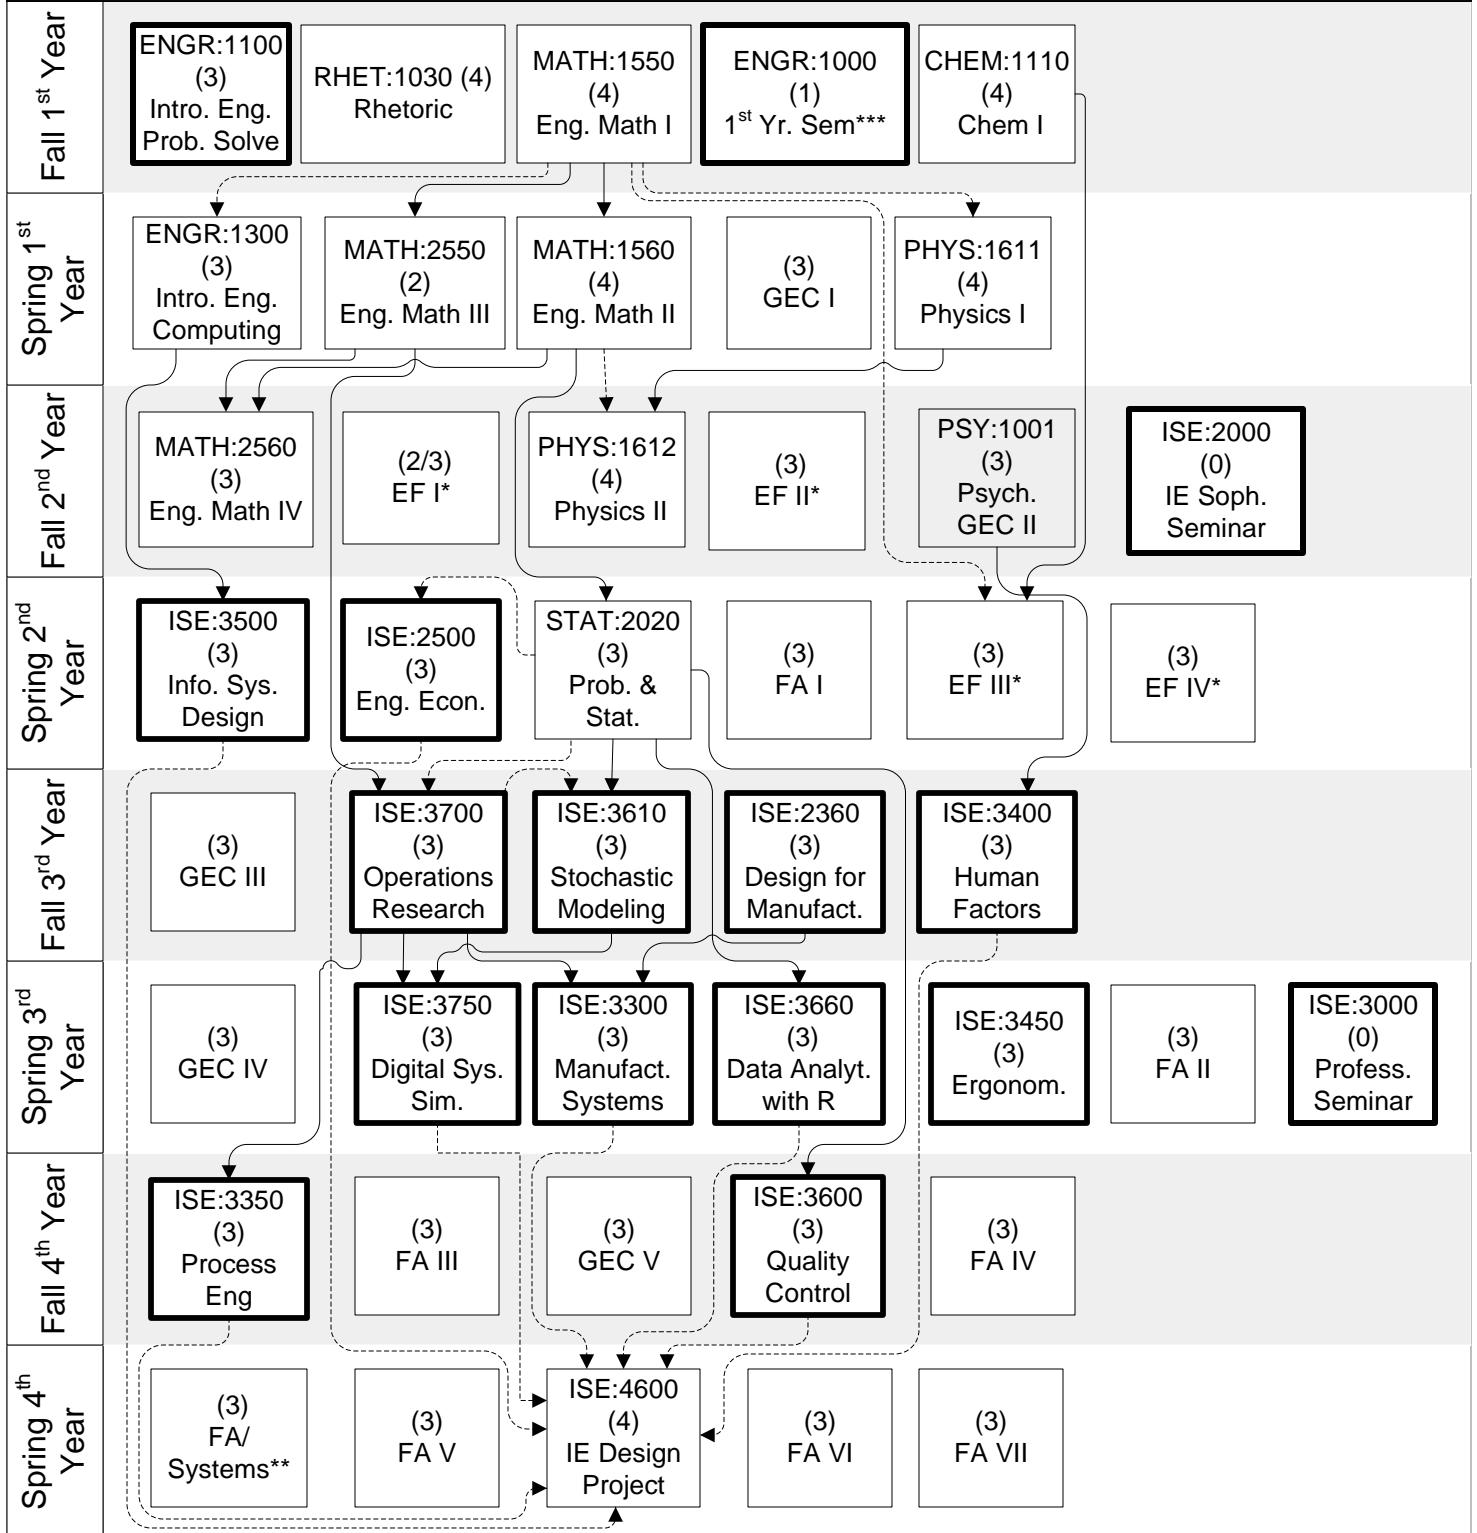 Fall 1st Year
ENGR:1100
(3)
Intro. Eng.
Prob. Solve
RHET:1030 (4)
Rhetoric
MATH:1550
(4)
Eng. Math I
ENGR:1000
(1)
1st Yr. Sem***
CHEM:1110
(4)
Chem I
Spring 1st
Year
ENGR:1300
(3)
Intro. Eng.
Computing
MATH:2550
(2)
Eng. Math III
MATH:1560
(4)
Eng. Math II
(3)
GEC I
PHYS:1611
(4)
Physics I
Fall 2nd Year
MATH:2560
(3)
Eng. Math IV
(2/3)
EF I*
PHYS:1612
(4)
Physics II
(3)
EF II*
PSY:1001
(3)
Psych.
GEC II
ISE:2000
(0)
IE Soph.
Seminar
Spring 2nd
Year
ISE:3500
(3)
Info. Sys.
Design
ISE:2500
(3)
Eng. Econ.
STAT:2020
(3)
Prob. &
Stat.
(3)
FA I
(3)
EF III*
(3)
EF IV*
Fall 3rd Year
(3)
GEC III
ISE:3700
(3)
Operations
Research
ISE:3610
(3)
Stochastic
Modeling
ISE:2360
(3)
Design for
Manufact.
ISE:3400
(3)
Human
Factors
Spring 3rd
Year
(3)
GEC IV
ISE:3750
(3)
Digital Sys.
Sim.
ISE:3300
(3)
Manufact.
Systems
ISE:3660
(3)
Data Analyt.
with R
ISE:3450
(3)
Ergonom.
(3)
FA II
ISE:3000
(0)
Profess.
Seminar
Fall 4th Year
ISE:3350
(3)
Process
Eng
(3)
FA III
(3)
GEC V
ISE:3600
(3)
Quality
Control
(3)
FA IV
Spring 4th
Year
(3)
FA/
Systems**
(3)
FA V
ISE:4600
(4)
IE Design
Project
(3)
FA VI
(3)
FA VII